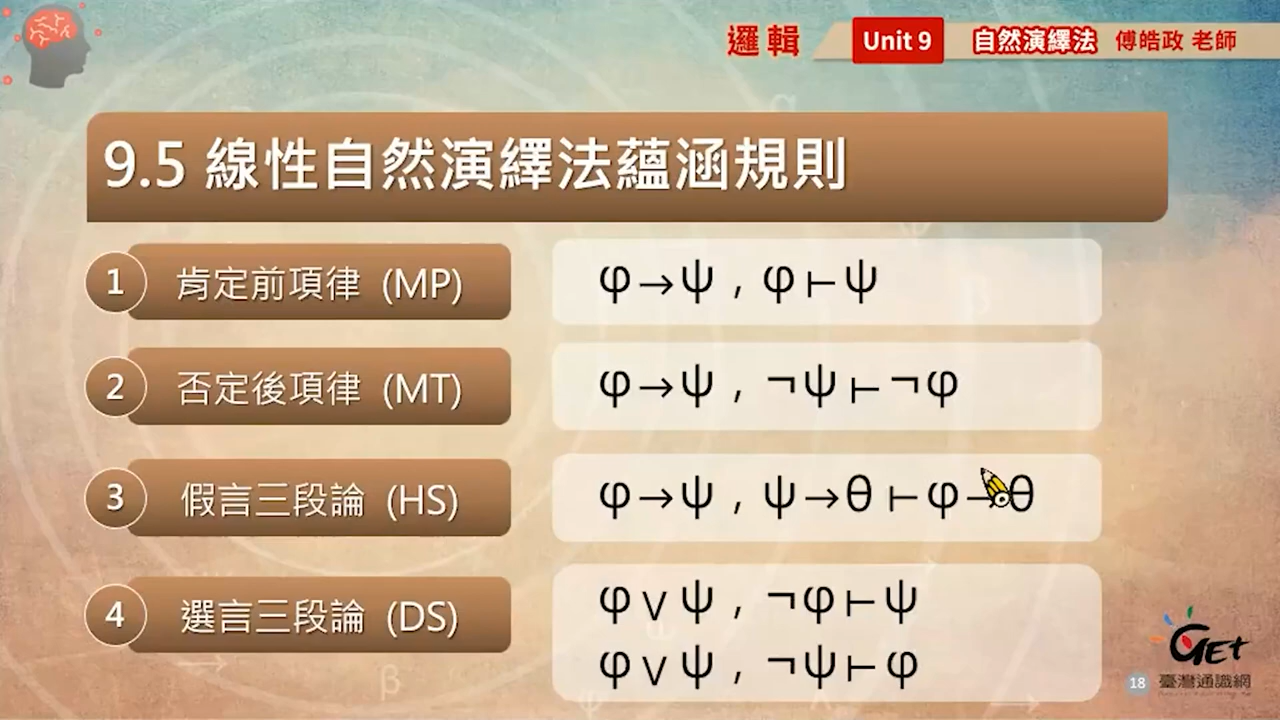 邏輯 Unit 9 自然演繹法 傅皓政 老師
9.5 線性自然演繹法蘊涵規則
1 肯定前項律 (MP) φ→ψ , φ⊢ψ
2 否定後項律 (MT) φ→ψ , ¬ψ⊢¬φ
3 假言三段論 (HS) φ→ψ , ψ→θ ⊢φ→θ
4 選言三段論 (DS) φ∨ψ , ¬φ⊢ψ
φ∨ψ , ¬ψ⊢φ
GET
18 臺灣通識網